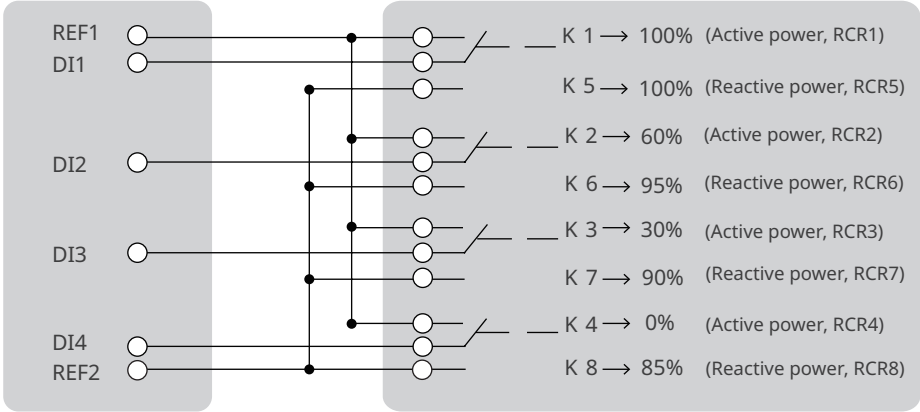 REF1
DI1
DI2
DI3
DI4
REF2
K 1 → 100% (Active power, RCR1)
K 5 → 100% (Reactive power, RCR5)
K 2 → 60% (Active power, RCR2)
K 6 → 95% (Reactive power, RCR6)
K 3 → 30% (Active power, RCR3)
K 7 → 90% (Reactive power, RCR7)
K 4 → 0% (Active power, RCR4)
K 8 → 85% (Reactive power, RCR8)